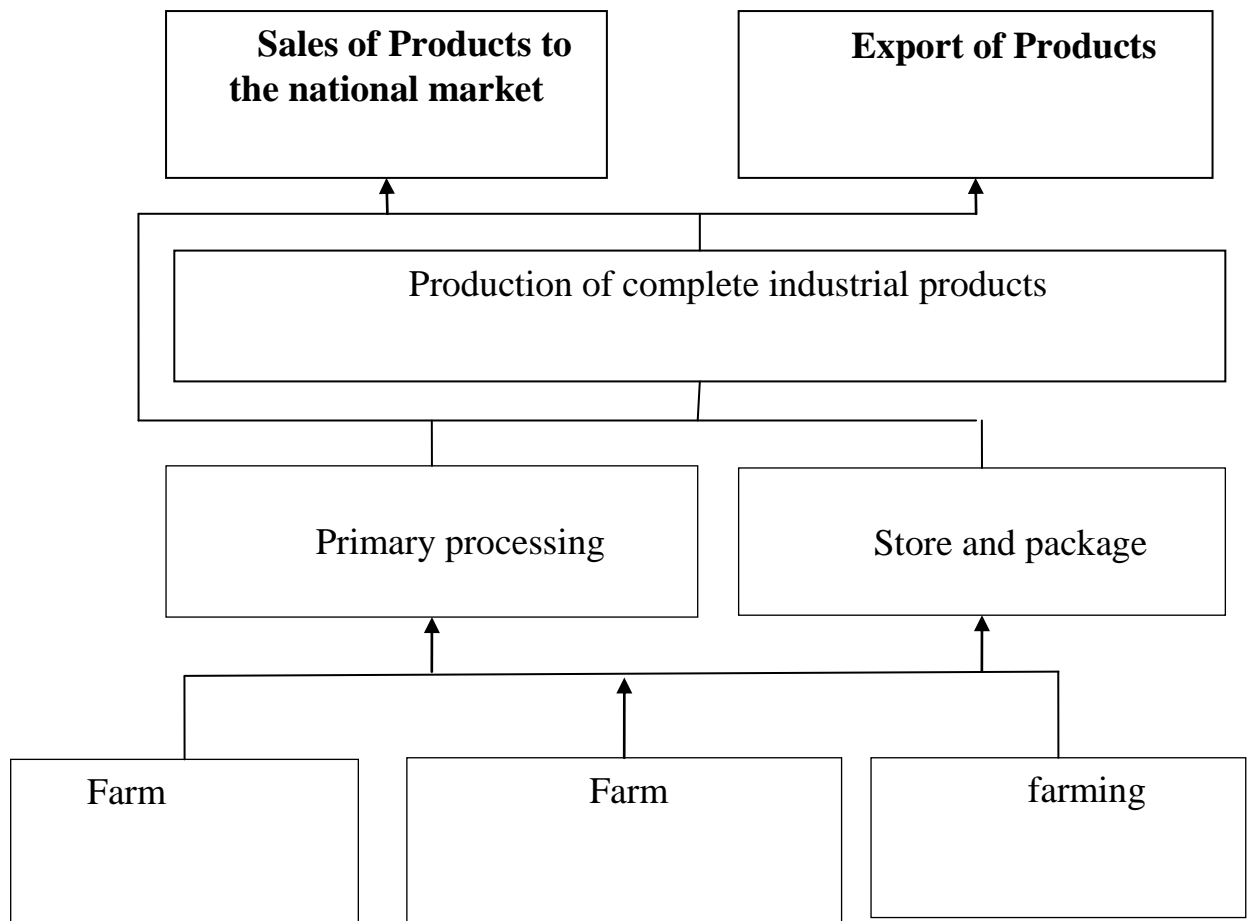 Sales of Products to
the national market
Export of Products
Production of complete industrial products
Primary processing
Store and package
Farm
Farm
farming